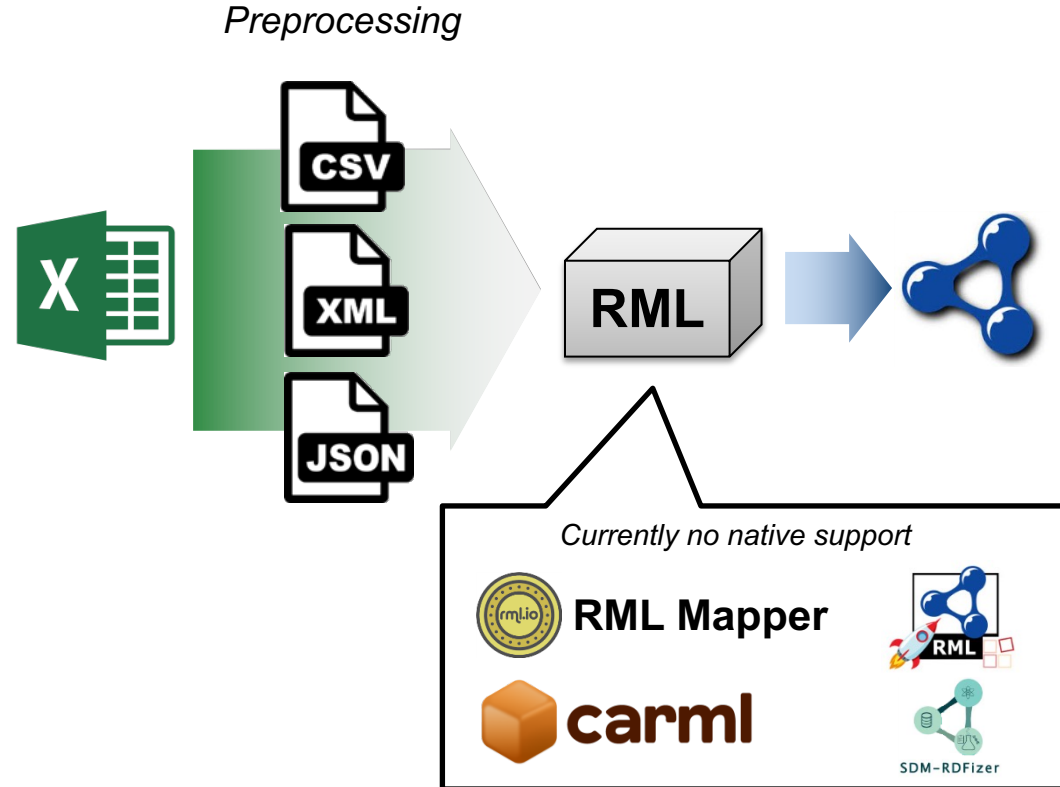 Preprocessing
CSV
X
XML
RML
JSON
Currently no native support
rml.io
RML Mapper
RML
carml
SDM-RDFizer